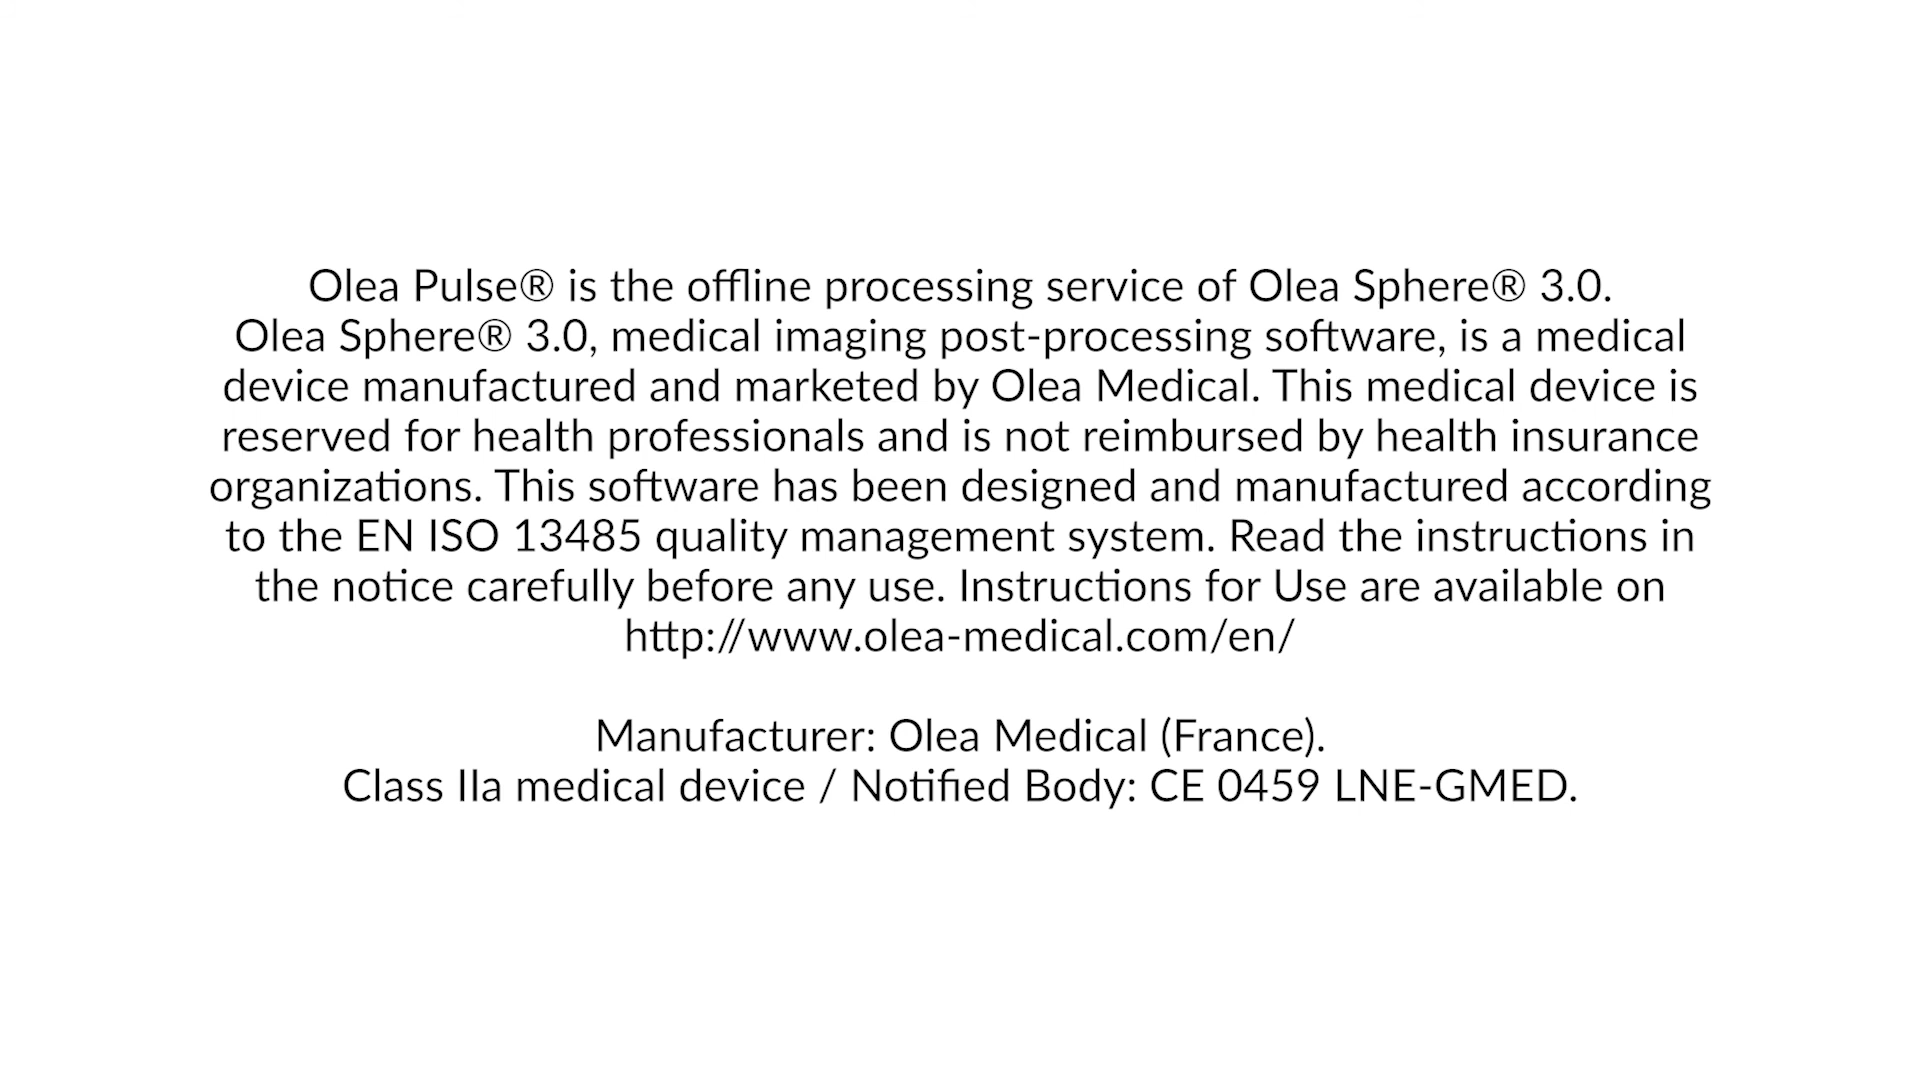 Olea Pulse® is the offline processing service of Olea Sphere® 3.0.
Olea Sphere® 3.0, medical imaging post-processing software, is a medical
device manufactured and marketed by Olea Medical. This medical device is
reserved for health professionals and is not reimbursed by health insurance
organizations. This software has been designed and manufactured according
to the EN ISO 13485 quality management system. Read the instructions in
the notice carefully before any use. Instructions for Use are available on
http://www.olea-medical.com/en/
Manufacturer: Olea Medical (France).
Class IIa medical device / Notified Body: CE 0459 LNE-GMED.